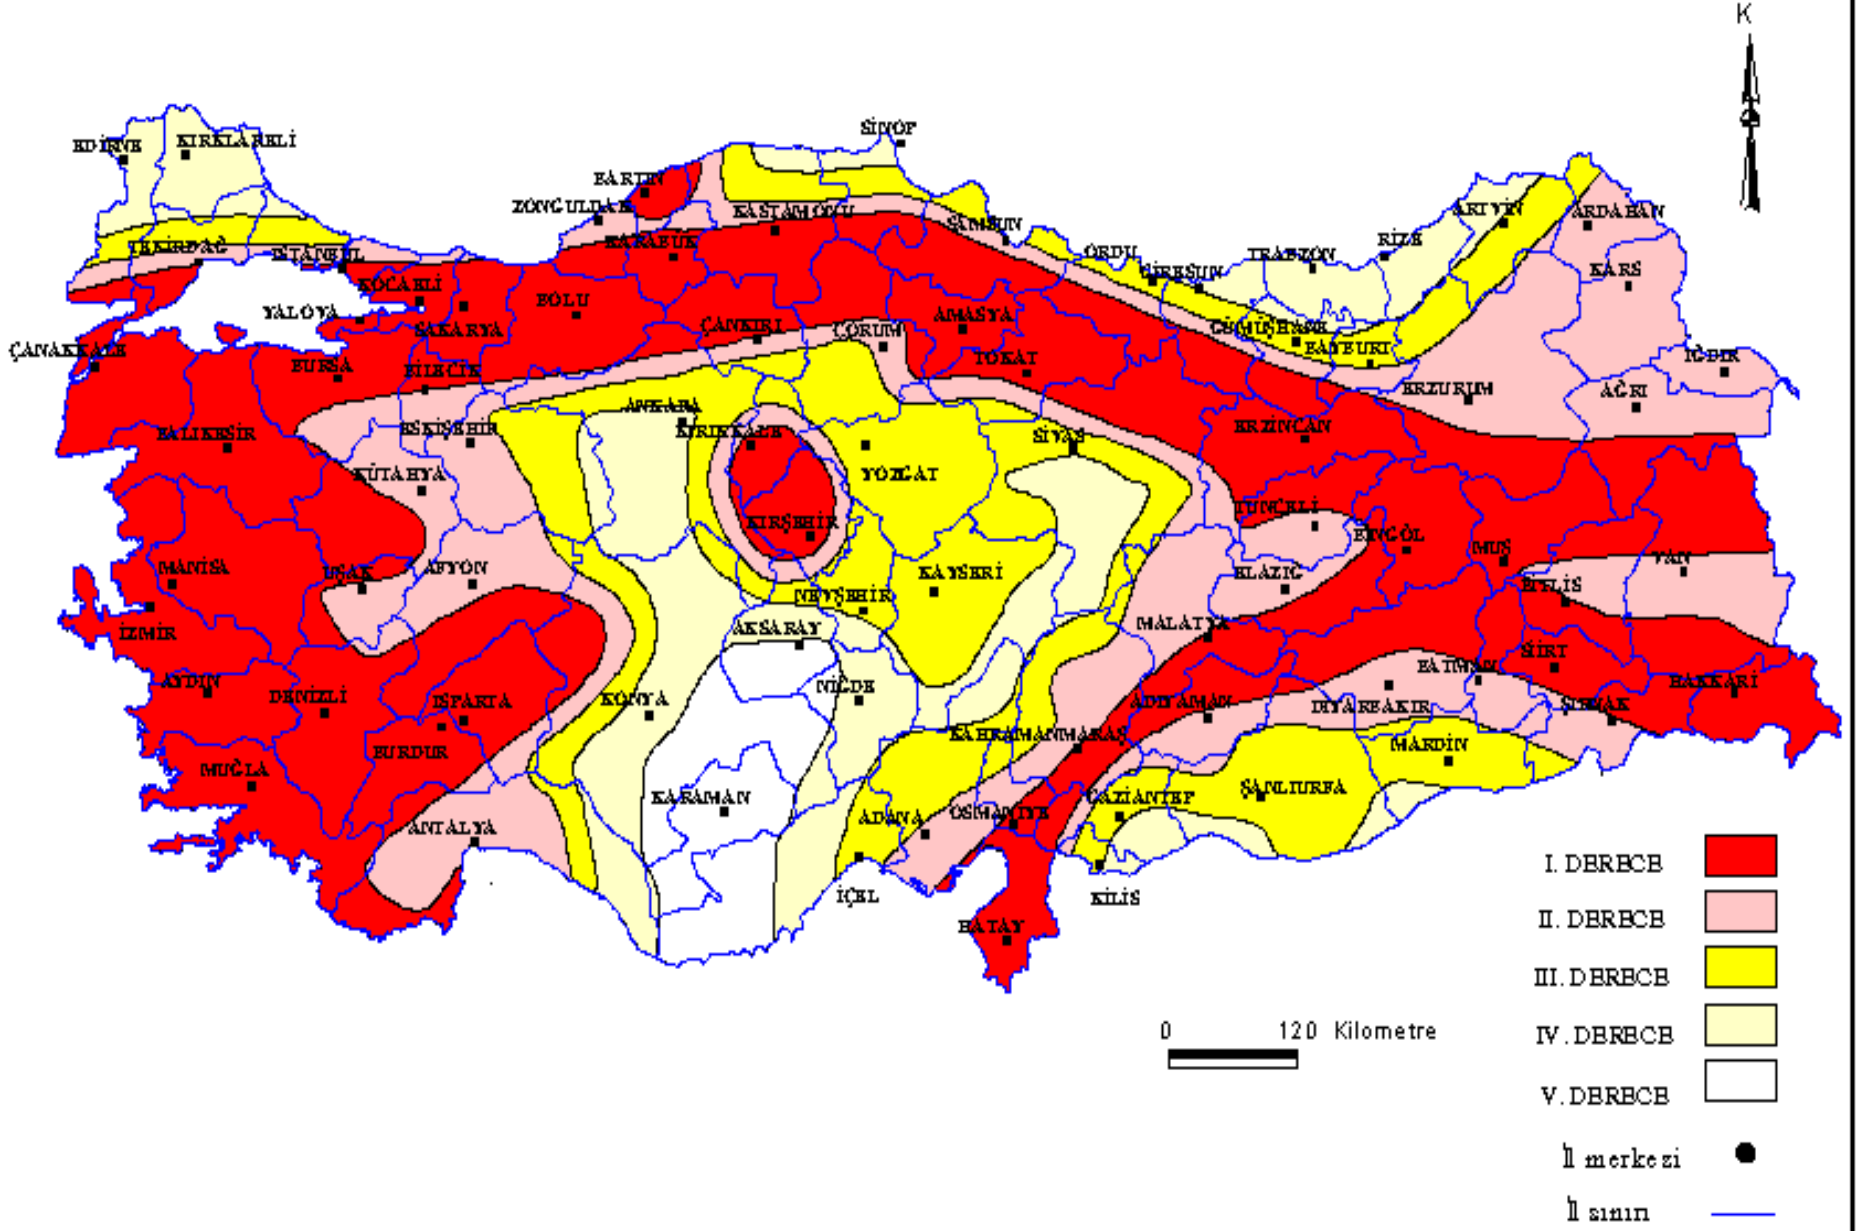 K
SİNOP
EDİRNE
KIRKLARELİ
BARTIN
ZONGULDAK
KASTAMONU
SAMSUN
ARTVİN
ARDAHAN
TEKİRDAĞ
İSTANBUL
KARABUK
ORDU
GİRESUN
TRABZON
RİZE
KARS
KOCAELİ
YALOVA
SAKARYA
BOLU
ÇANKIRI
ÇORUM
AMASYA
GÜMÜŞHANE
BAYBURT
ÇANAKKALE
BURSA
BİLECİK
TOKAT
IĞDIR
ERZURUM
AĞRI
BALIKESİR
ESKİŞEHİR
ANKARA
KIRIKKALE
SİVAS
ERZİNCAN
KÜTAHYA
YOZGAT
KIRŞEHİR
TUNCELİ
BİNGÖL
MUŞ
VAN
MANİSA
UŞAK
AFYON
NEVŞEHİR
KAYSERİ
ELAZIG
BİTLİS
İZMİR
AKSARAY
MALATYA
SİİRT
AYDIN
DENİZLİ
ISPARTA
KONYA
NİGDE
BATMAN
HAKKARİ
BURDUR
KAHRAMANMARAŞ
ADIYAMAN
DİYARBAKIR
ŞIRNAK
MUĞLA
KARAMAN
MARDİN
ANTALYA
ADANA
OSMANİYE
GAZİANTEP
ŞANLIURFA
İÇEL
KİLİS
HATAY
I. DERECE
II. DERECE
III. DERECE
IV. DERECE
V. DERECE
0 120 Kilometre
İl merkezi
İl sınırı